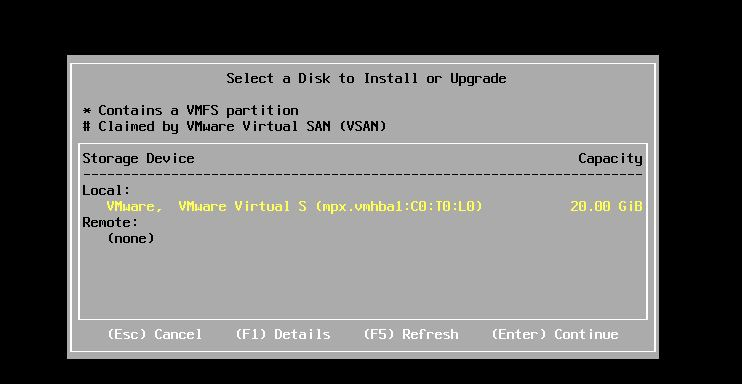 Select a Disk to Install or Upgrade
* Contains a VMFS partition
# Claimed by VMware Virtual SAN (VSAN)
Storage Device Capacity
Local:
VMware, VMware Virtual S (mpx.vmhba1:C0:T0:L0) 20.00 GiB
Remote:
(none)
(Esc) Cancel (F1) Details (F5) Refresh (Enter) Continue